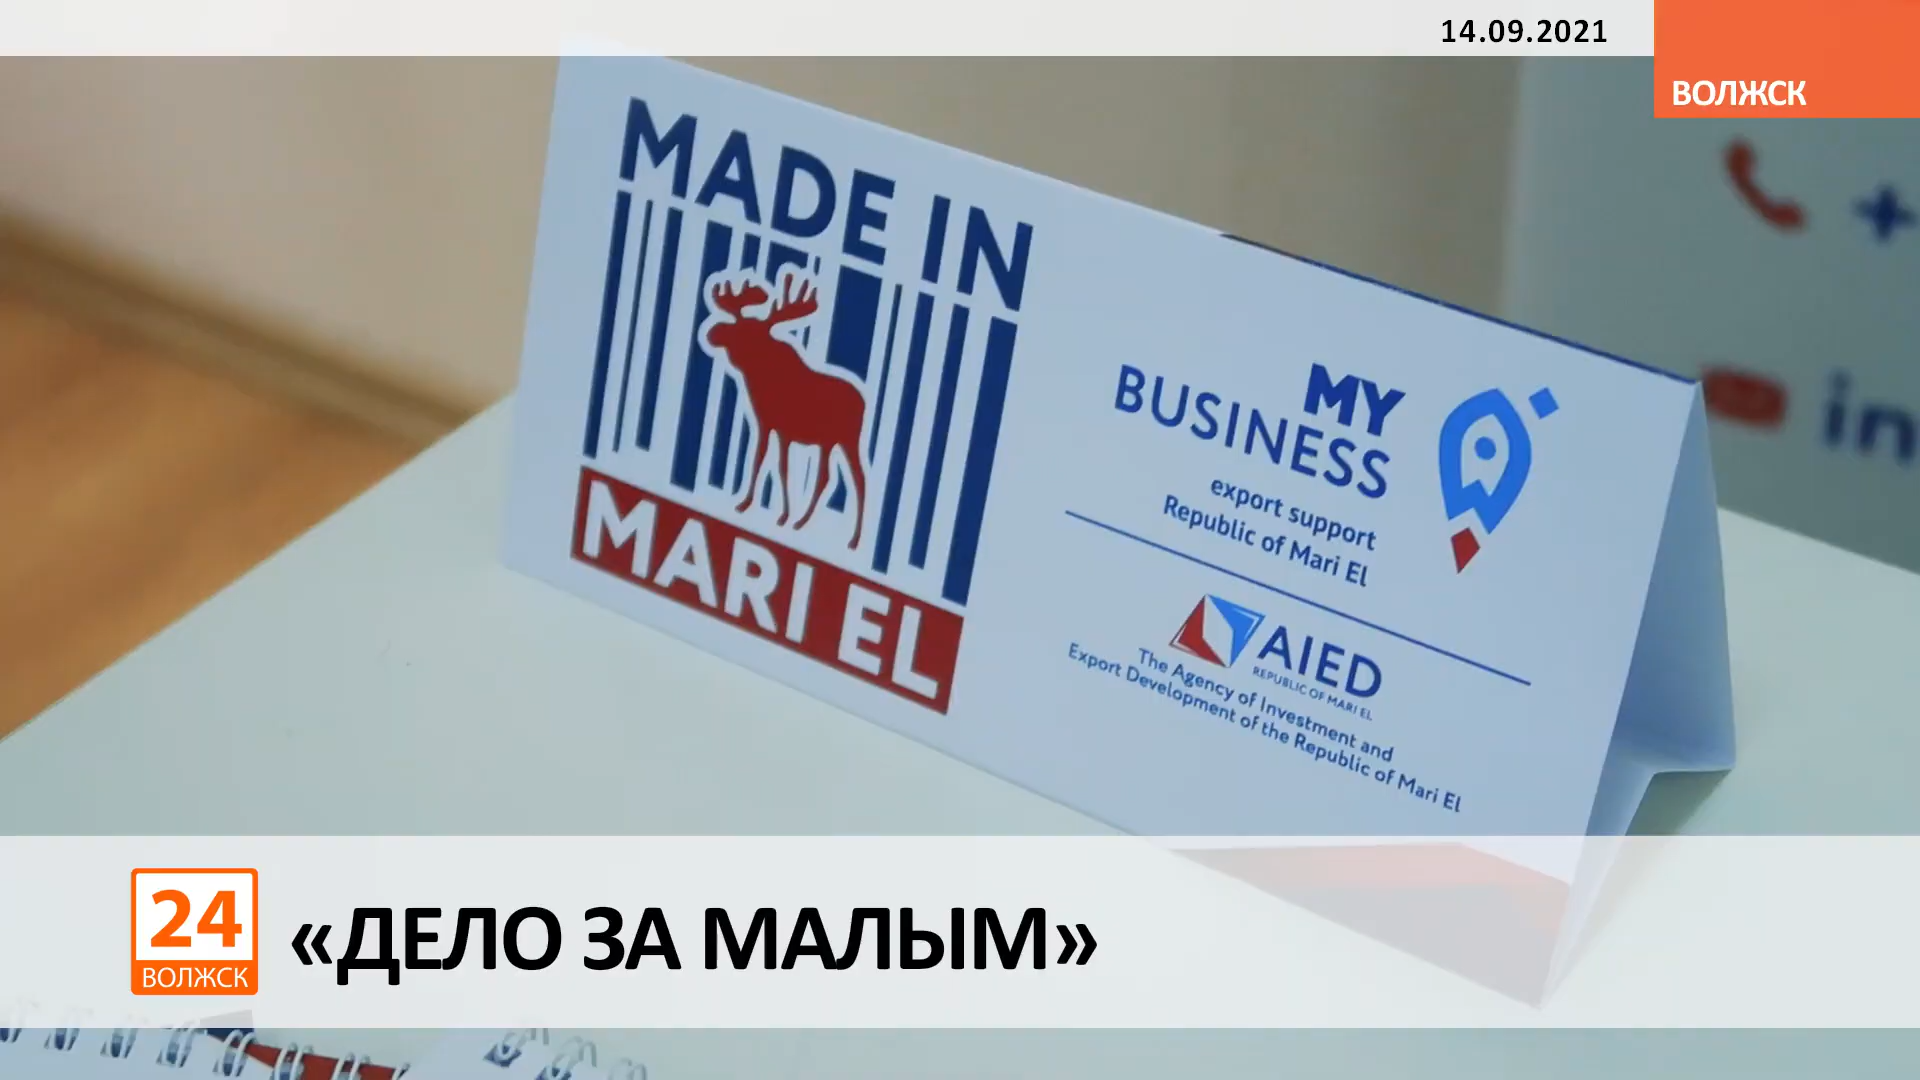 14.09.2021
ВОЛЖСК
MADE IN
MARI EL
MY
BUSINESS
export support
Republic of Mari El
AIED
REPUBLIC OF MARI EL
The Agency of Investment and
Export Development of the Republic of Mari El
+
in
24
ВОЛЖСК
«ДЕЛО ЗА МАЛЫМ»